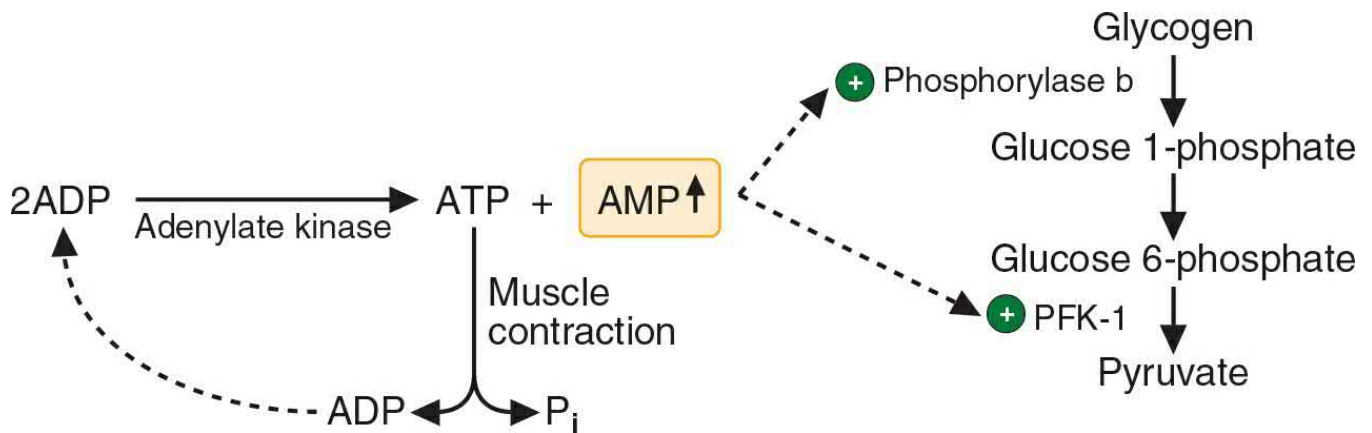 Glycogen
+ Phosphorylase b
Glucose 1-phosphate
2ADP
Adenylate kinase
ATP + AMP
Glucose 6-phosphate
Muscle
contraction
+ PFK-1
Pyruvate
ADP
Pi